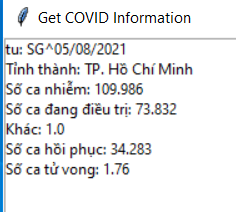 Get COVID Information
tu: SG^05/08/2021
Tỉnh thành: TP. Hồ Chí Minh
Số ca nhiễm: 109.986
Số ca đang điều trị: 73.832
Khác: 1.0
Số ca hồi phục: 34.283
Số ca tử vong: 1.76